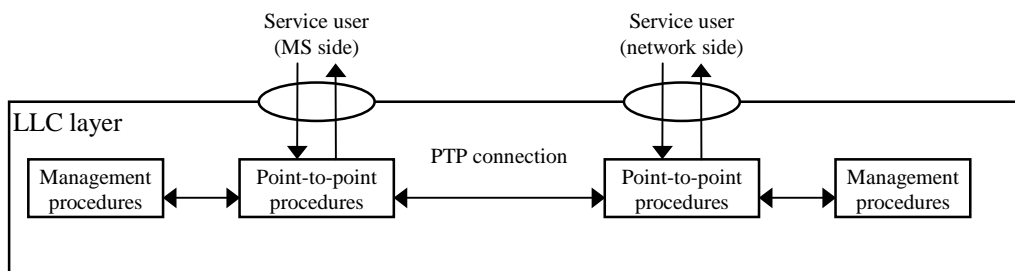 Service user
(MS side)
Service user
(network side)
LLC layer
PTP connection
Management
procedures
Point-to-point
procedures
Point-to-point
procedures
Management
procedures